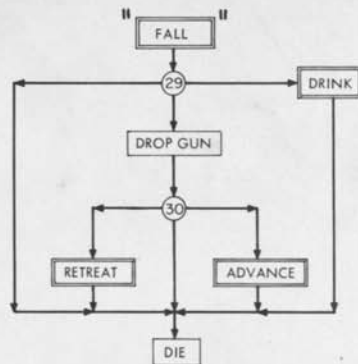 " FALL "
29
DRINK
DROP GUN
30
RETREAT
ADVANCE
DIE